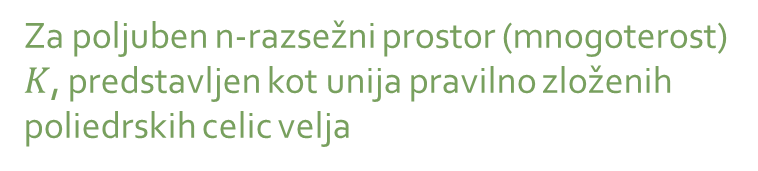 Za poljuben n-razsežni prostor (mnogoterost)
𝐾, predstavljen kot unija pravilno zloženih
poliedrskih celic velja